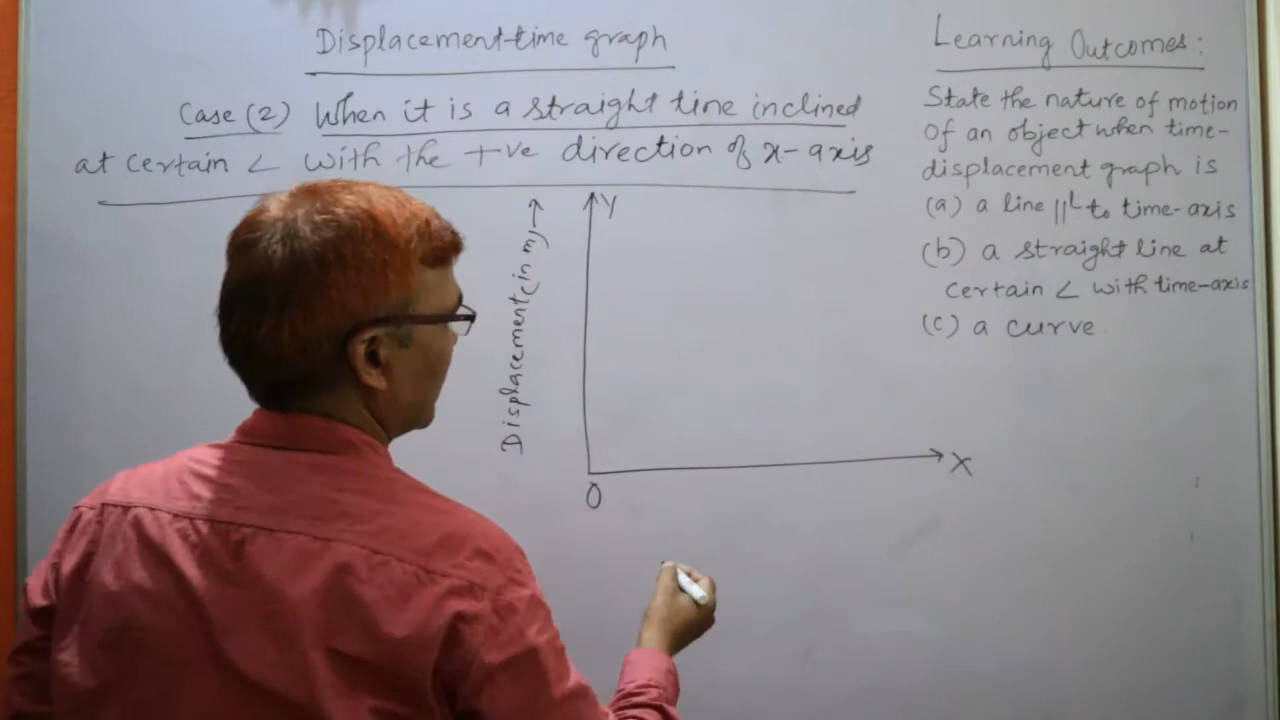 Displacement-time graph
Case (2) When it is a straight line inclined
at certain ∠ with the +ve direction of x-axis
Displacement (in m) →
Y
X
O
Learning Outcomes:
State the nature of motion
of an object when time-
displacement graph is
(a) a line ||L to time-axis
(b) a straight line at
certain ∠ with time-axis
(c) a curve